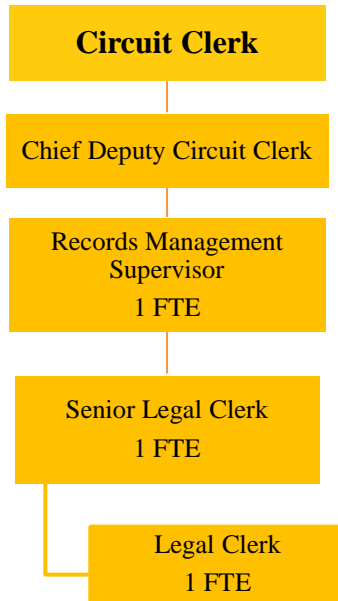 Circuit Clerk
Chief Deputy Circuit Clerk
Records Management
Supervisor
1 FTE
Senior Legal Clerk
1 FTE
Legal Clerk
1 FTE